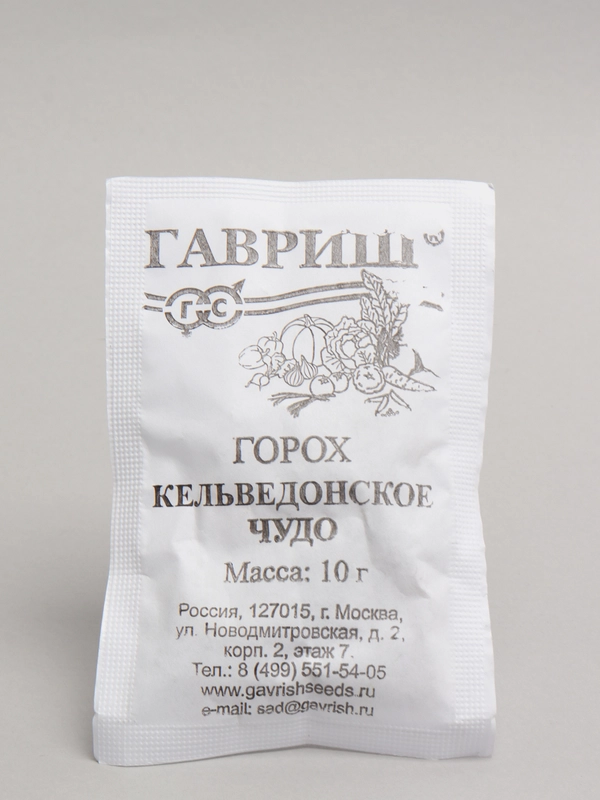 ГАВРИШ
Г С
ГОРОХ
КЕЛЬВЕДОНСКОЕ
ЧУДО
Масса: 10 г
Россия, 127015, г. Москва,
ул. Новодмитровская, д. 2,
корп. 2, этаж 7.
Тел.: 8 (499) 551-54-05
www.gavrishseeds.ru
e-mail: sad@gavrish.ru